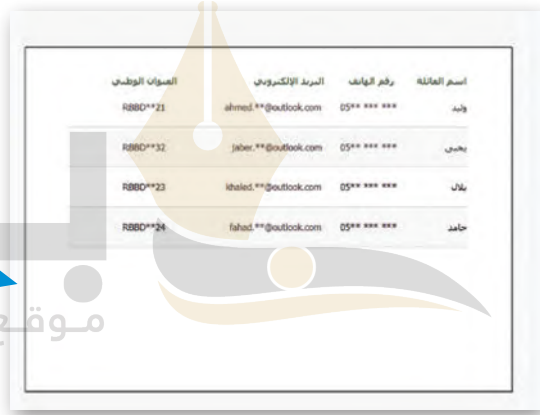 اسم العائلة رقم الهاتف البريد الإلكتروني العنوان الوطني
وليد 05** *** *** ahmed.**@outlook.com RBBD**21
يحيى 05** *** *** jaber.**@outlook.com RBBD**32
بلال 05** *** *** khaled.**@outlook.com RBBD**23
حامد 05** *** *** fahad.**@outlook.com RBBD**24
موقع